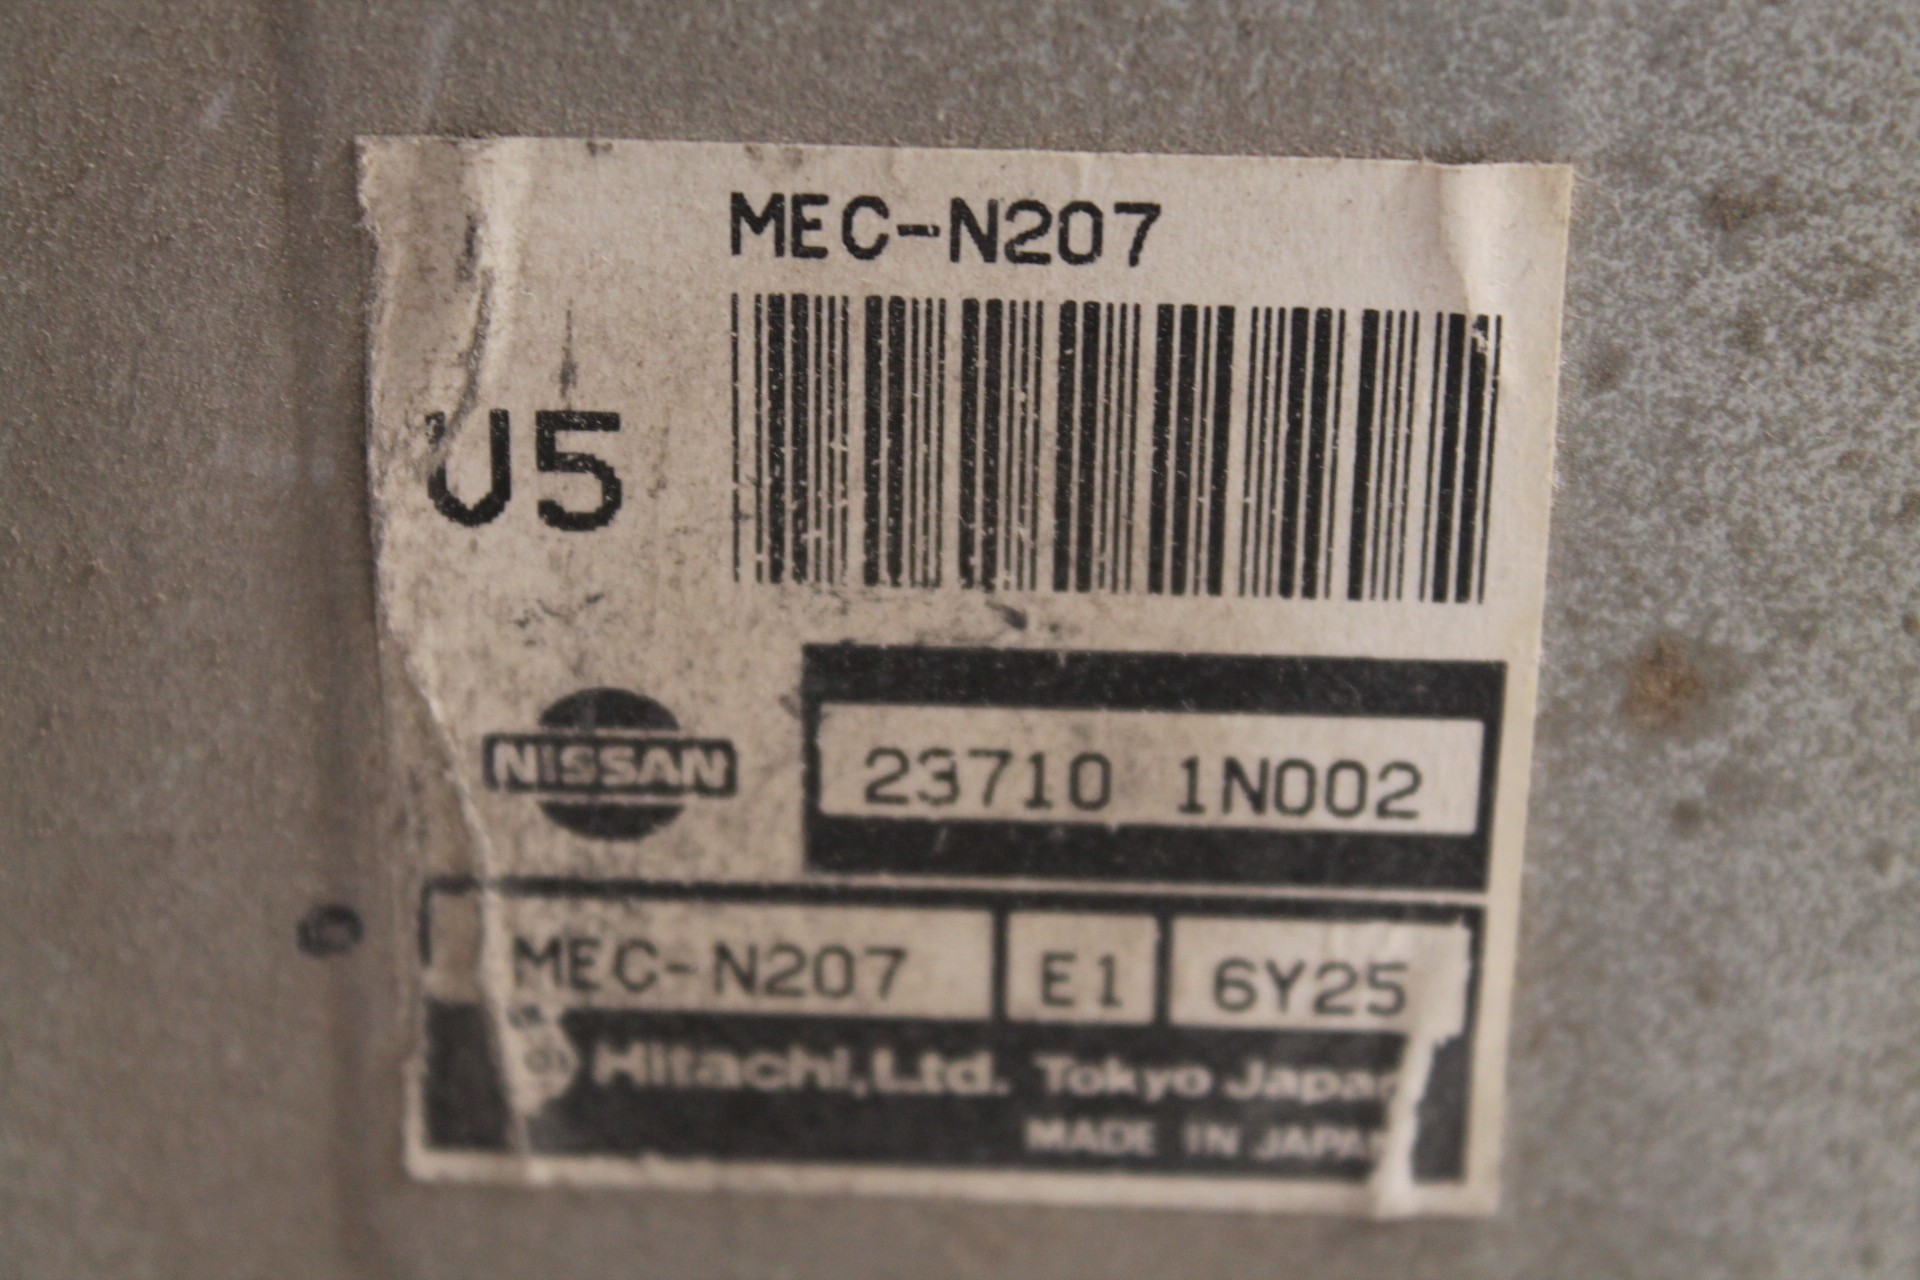 MEC-N207
U5
NISSAN
23710 1N002
MEC-N207 E1 6Y25
Hitachi, Ltd. Tokyo Japan
MADE IN JAPAN